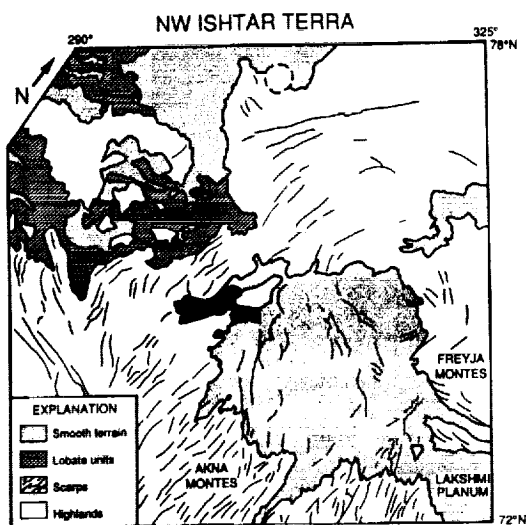 NW ISHTAR TERRA
290°
325°
78°N
N
FREYJA
MONTES
EXPLANATION
Smooth terrain
Lobate units
Scarps
Highlands
AKNA
MONTES
LAKSHMI
PLANUM
72°N